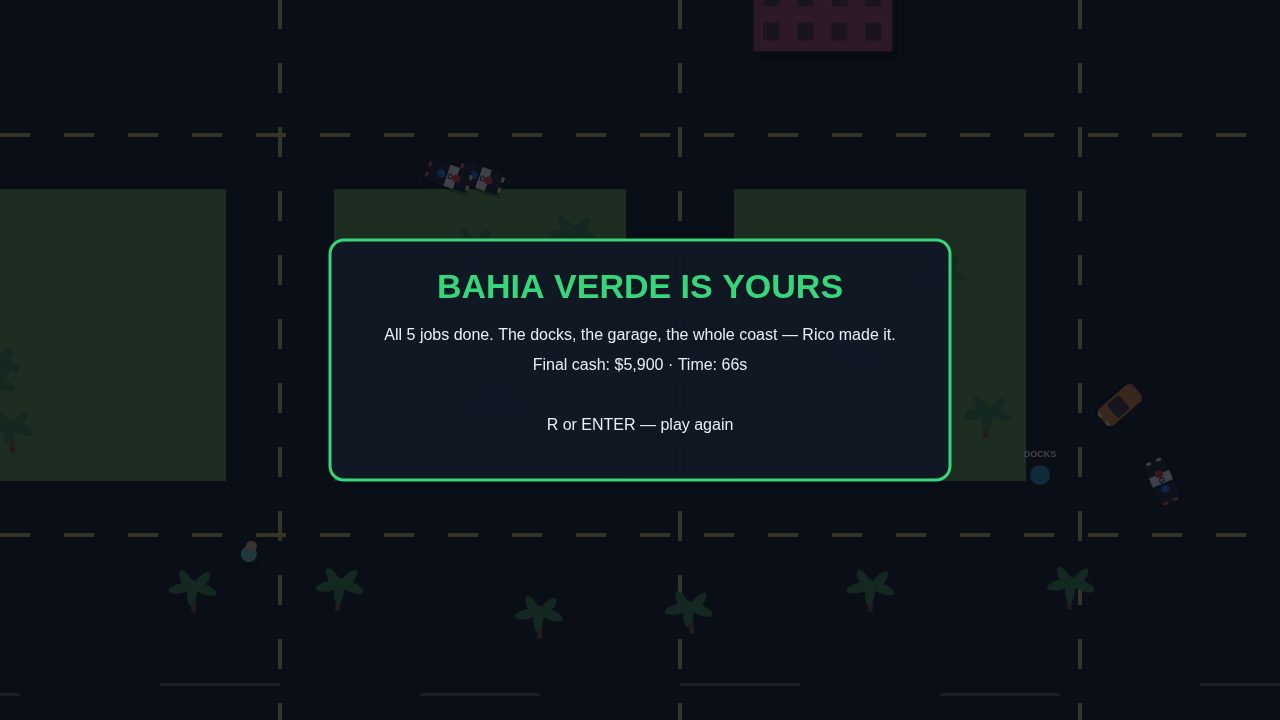 BAHIA VERDE IS YOURS
All 5 jobs done. The docks, the garage, the whole coast — Rico made it.
Final cash: $5,900 · Time: 66s
R or ENTER — play again
DOCKS